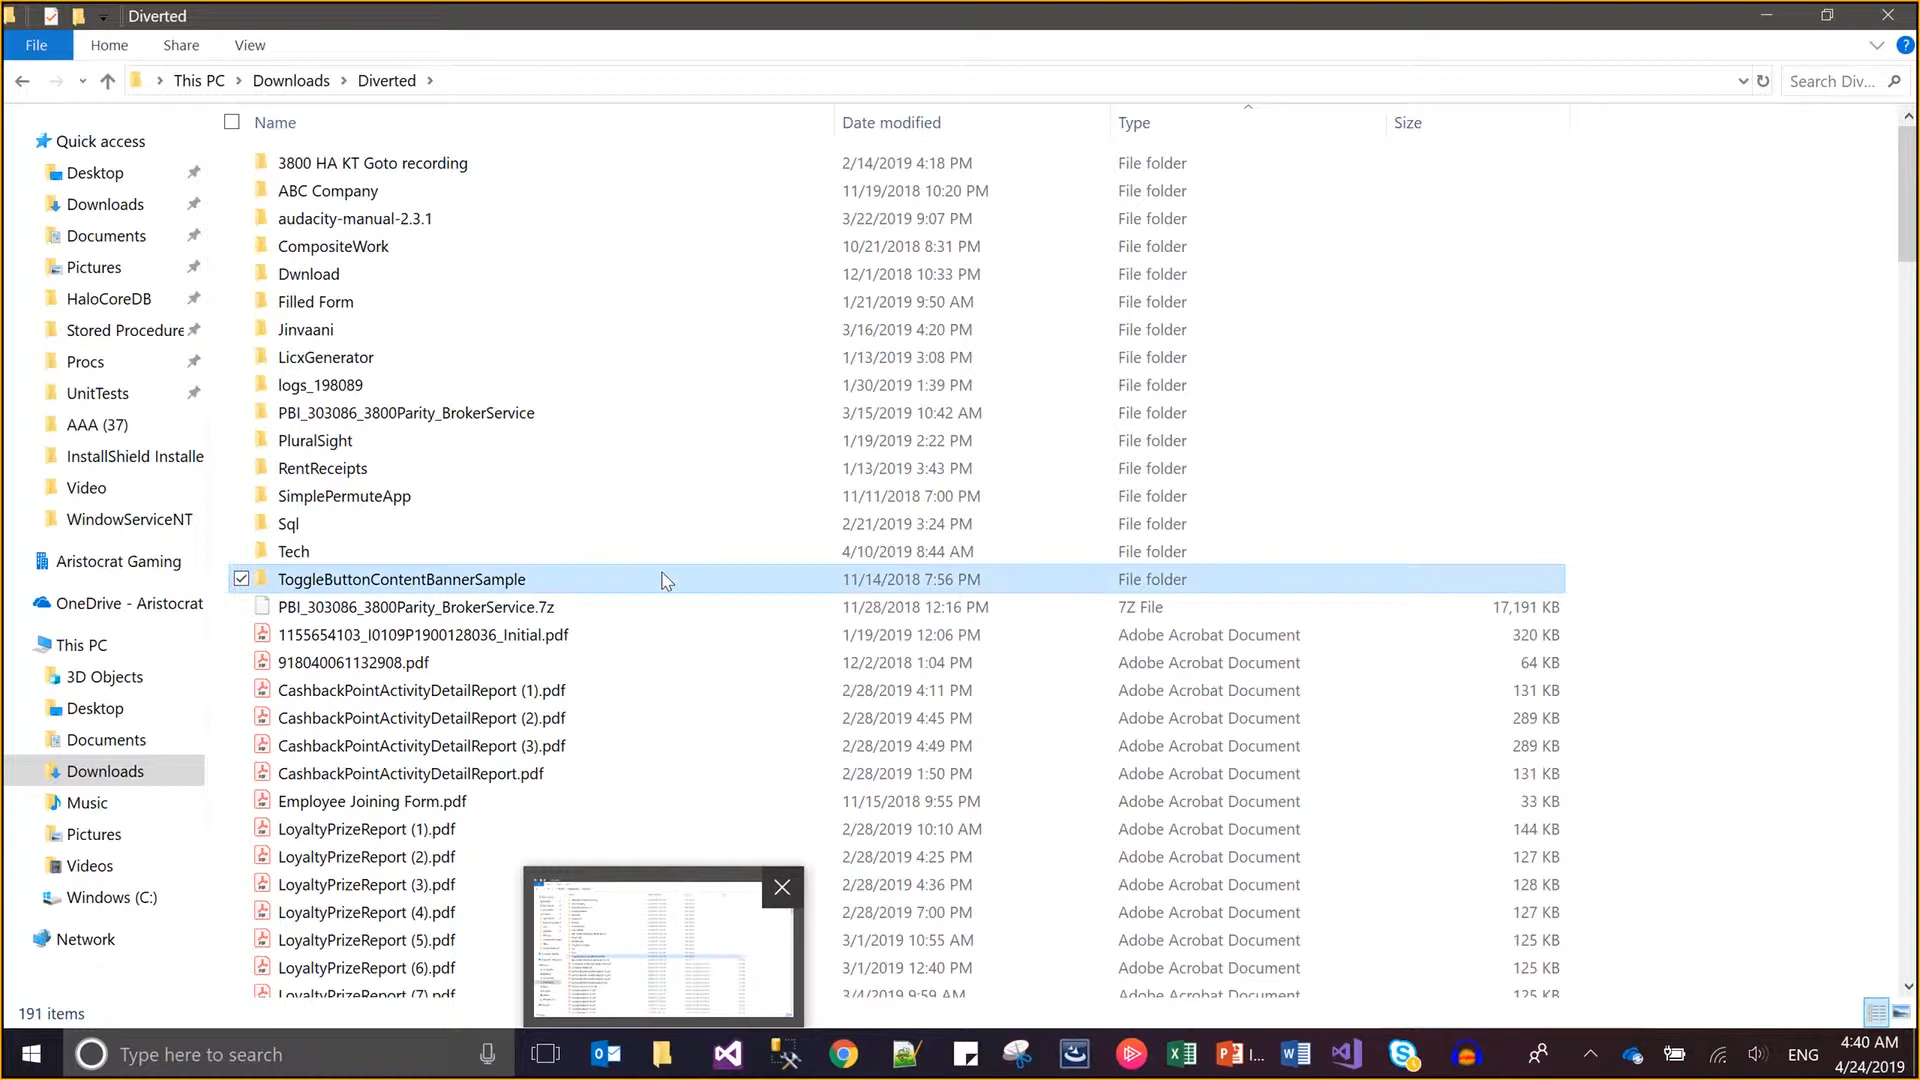 Diverted
File Home Share View
This PC Downloads Diverted Search Div...
Name Date modified Type Size
Quick access
Desktop
Downloads
Documents
Pictures
HaloCoreDB
Stored Procedure
Procs
UnitTests
AAA (37)
InstallShield Installe
Video
WindowServiceNT
Aristocrat Gaming
OneDrive - Aristocrat
This PC
3D Objects
Desktop
Documents
Downloads
Music
Pictures
Videos
Windows (C:)
Network
3800 HA KT Goto recording 2/14/2019 4:18 PM File folder
ABC Company 11/19/2018 10:20 PM File folder
audacity-manual-2.3.1 3/22/2019 9:07 PM File folder
CompositeWork 10/21/2018 8:31 PM File folder
Dwnload 12/1/2018 10:33 PM File folder
Filled Form 1/21/2019 9:50 AM File folder
Jinvaani 3/16/2019 4:20 PM File folder
LicxGenerator 1/13/2019 3:08 PM File folder
logs_198089 1/30/2019 1:39 PM File folder
PBI_303086_3800Parity_BrokerService 3/15/2019 10:42 AM File folder
PluralSight 1/19/2019 2:22 PM File folder
RentReceipts 1/13/2019 3:43 PM File folder
SimplePermuteApp 11/11/2018 7:00 PM File folder
Sql 2/21/2019 3:24 PM File folder
Tech 4/10/2019 8:44 AM File folder
ToggleButtonContentBannerSample 11/14/2018 7:56 PM File folder
PBI_303086_3800Parity_BrokerService.7z 11/28/2018 12:16 PM 7Z File 17,191 KB
1155654103_I0109P1900128036_Initial.pdf 1/19/2019 12:06 PM Adobe Acrobat Document 320 KB
918040061132908.pdf 12/2/2018 1:04 PM Adobe Acrobat Document 64 KB
CashbackPointActivityDetailReport (1).pdf 2/28/2019 4:11 PM Adobe Acrobat Document 131 KB
CashbackPointActivityDetailReport (2).pdf 2/28/2019 4:45 PM Adobe Acrobat Document 289 KB
CashbackPointActivityDetailReport (3).pdf 2/28/2019 4:49 PM Adobe Acrobat Document 289 KB
CashbackPointActivityDetailReport.pdf 2/28/2019 1:50 PM Adobe Acrobat Document 131 KB
Employee Joining Form.pdf 11/15/2018 9:55 PM Adobe Acrobat Document 33 KB
LoyaltyPrizeReport (1).pdf 2/28/2019 10:10 AM Adobe Acrobat Document 144 KB
LoyaltyPrizeReport (2).pdf 2/28/2019 4:25 PM Adobe Acrobat Document 127 KB
LoyaltyPrizeReport (3).pdf 2/28/2019 4:36 PM Adobe Acrobat Document 128 KB
LoyaltyPrizeReport (4).pdf 2/28/2019 7:00 PM Adobe Acrobat Document 127 KB
LoyaltyPrizeReport (5).pdf 3/1/2019 10:55 AM Adobe Acrobat Document 125 KB
LoyaltyPrizeReport (6).pdf 3/1/2019 12:40 PM Adobe Acrobat Document 125 KB
LoyaltyPrizeReport (7).pdf 3/4/2019 9:59 AM Adobe Acrobat Document 125 KB
191 items
Type here to search I... ENG 4:40 AM
4/24/2019